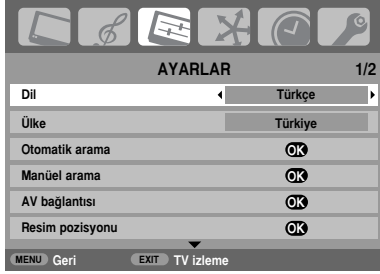 AYARLAR 1/2
Dil Türkçe
Ülke Türkiye
Otomatik arama OK
Manüel arama OK
AV bağlantısı OK
Resim pozisyonu OK
MENU Geri EXIT TV izleme